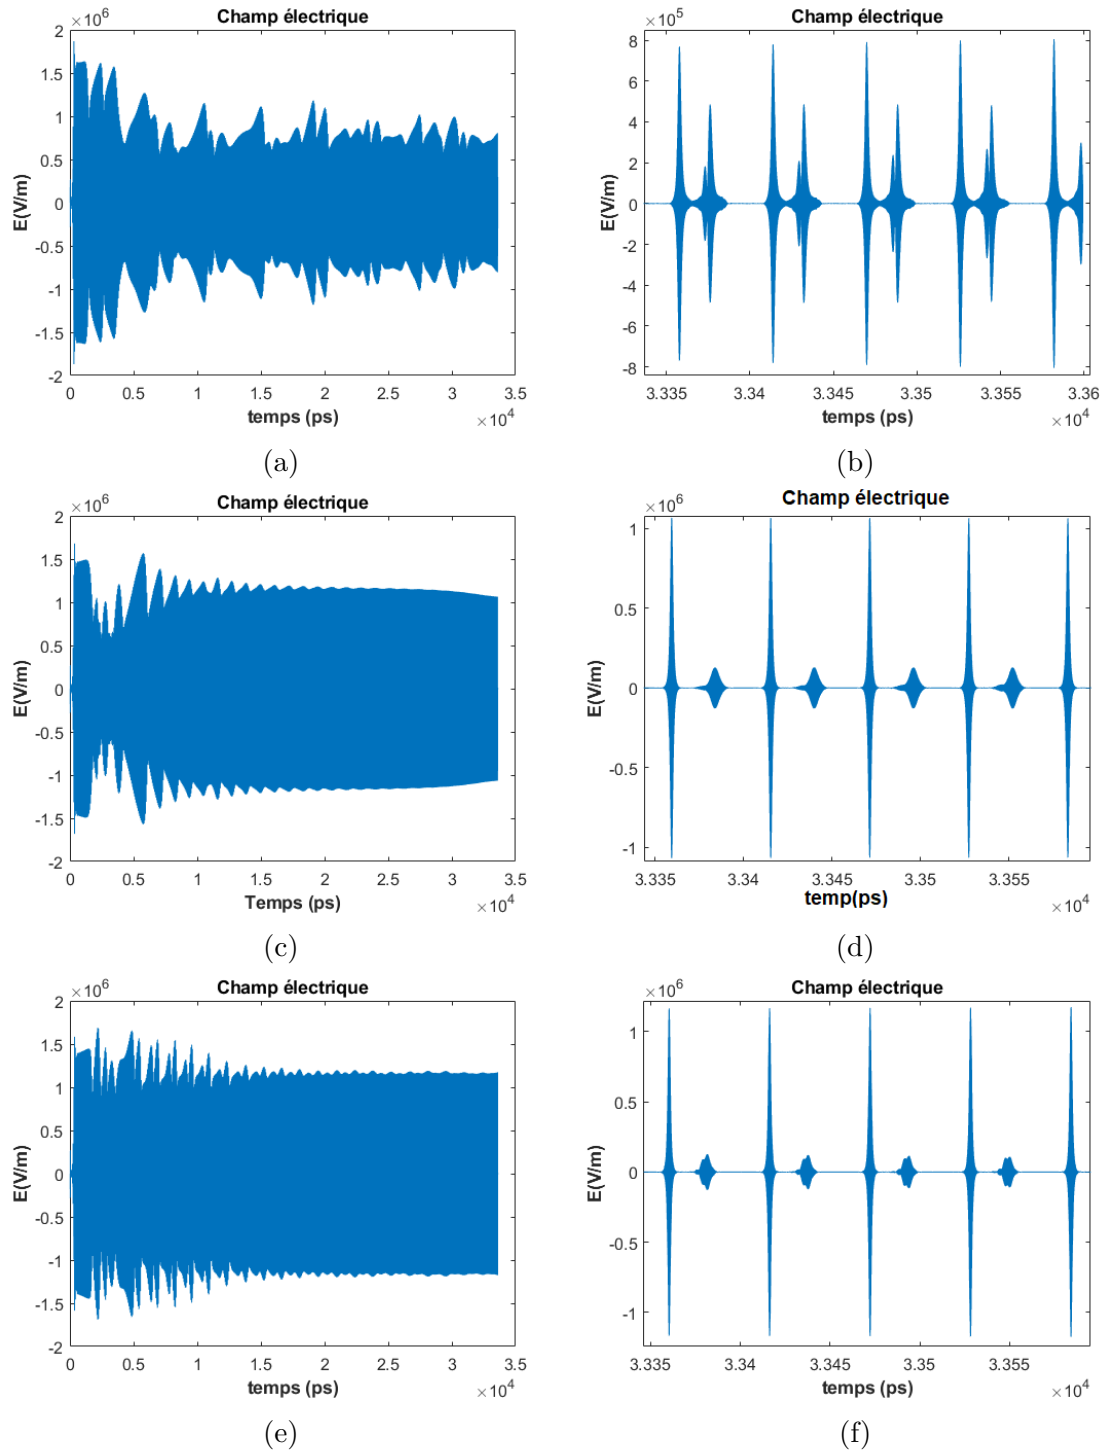 Champ électrique
×10^6
2
1.5
1
0.5
0
-0.5
-1
-1.5
-2
E(V/m)
0 0.5 1 1.5 2 2.5 3 3.5
temps (ps)
×10^4
(a)
Champ électrique
×10^5
8
6
4
2
0
-2
-4
-6
-8
E(V/m)
3.335 3.34 3.345 3.35 3.355 3.36
temps (ps)
×10^4
(b)
Champ électrique
×10^6
2
1.5
1
0.5
0
-0.5
-1
-1.5
-2
E(V/m)
0 0.5 1 1.5 2 2.5 3 3.5
Temps (ps)
×10^4
(c)
Champ électrique
×10^6
1
0.5
0
-0.5
-1
E(V/m)
3.335 3.34 3.345 3.35 3.355
temp(ps)
×10^4
(d)
Champ électrique
×10^6
2
1.5
1
0.5
0
-0.5
-1
-1.5
-2
E(V/m)
0 0.5 1 1.5 2 2.5 3 3.5
temps (ps)
×10^4
(e)
Champ électrique
×10^6
1
0.5
0
-0.5
-1
E(V/m)
3.335 3.34 3.345 3.35 3.355
temps (ps)
×10^4
(f)